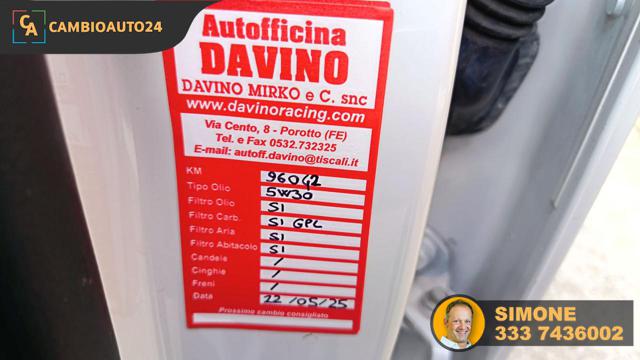 CA CAMBIOAUTO24
Autofficina
DAVINO
DAVINO MIRKO e C. snc
www.davinoracing.com
Via Cento, 8 - Porotto (FE)
Tel. e Fax 0532.732325
E-mail: autoff.davino@tiscali.it
KM 96042
Tipo Olio 5W30
Filtro Olio SI
Filtro Carb. SI GPL
Filtro Aria SI
Filtro Abitacolo SI
Candele /
Cinghie /
Freni /
Data 22/05/25
Prossimo cambio consigliato
SIMONE
333 7436002